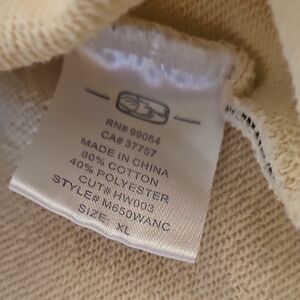 RN# 99064
CA# 37757
MADE IN CHINA
60% COTTON
40% POLYESTER
CUT# HW003
STYLE# M650WANC
SIZE: XL